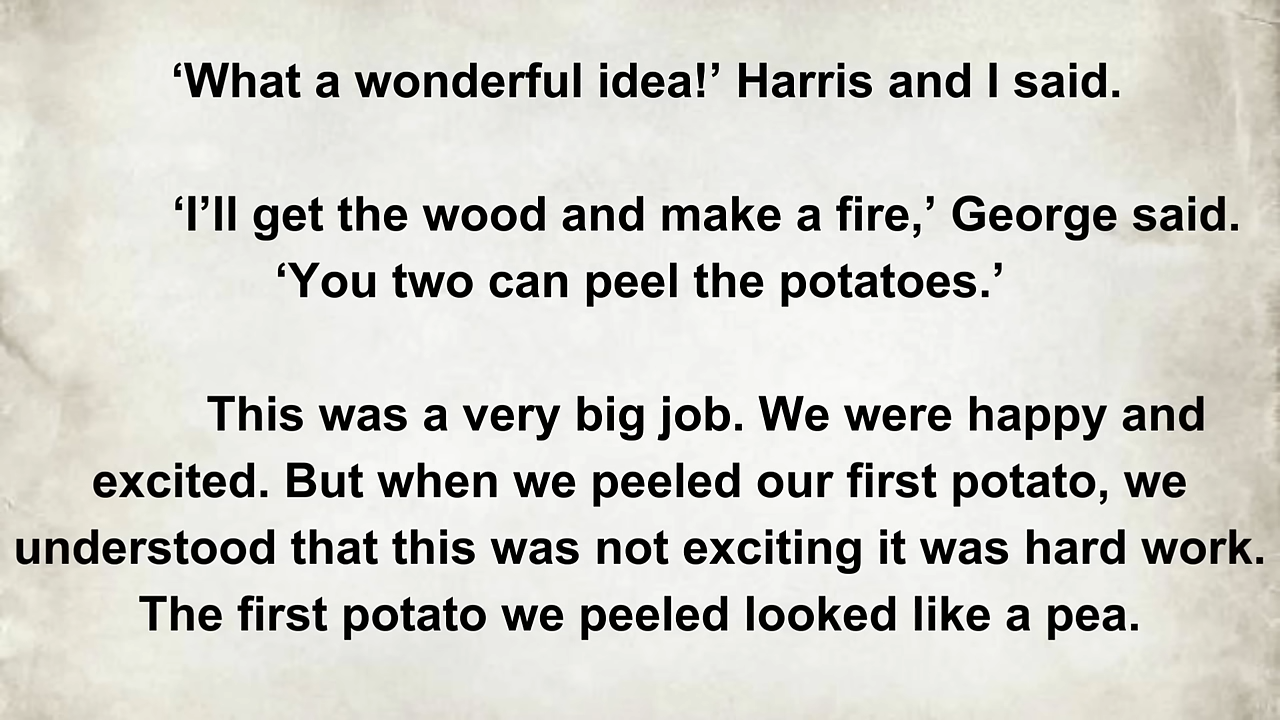 ‘What a wonderful idea!’ Harris and I said.
‘I’ll get the wood and make a fire,’ George said.
‘You two can peel the potatoes.’
This was a very big job. We were happy and
excited. But when we peeled our first potato, we
understood that this was not exciting it was hard work.
The first potato we peeled looked like a pea.